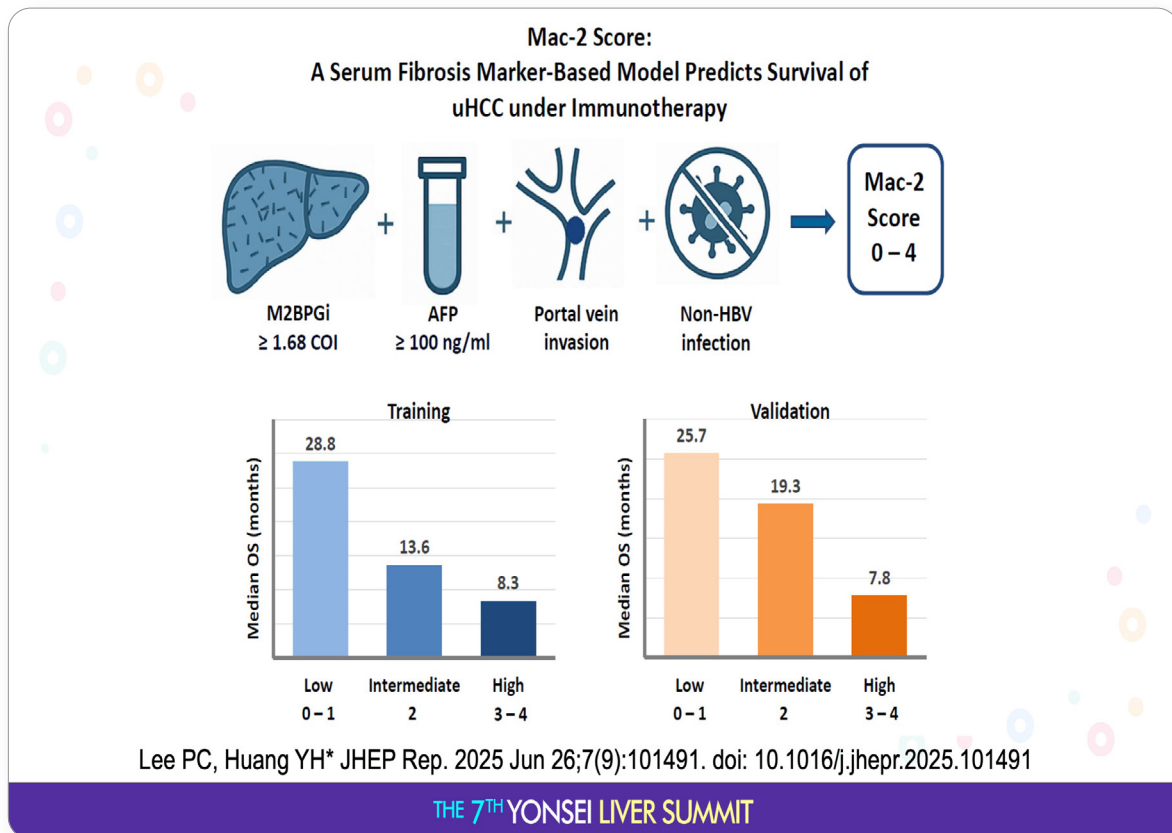 Mac-2 Score:
A Serum Fibrosis Marker-Based Model Predicts Survival of
uHCC under Immunotherapy
+ + +
Mac-2
Score
0 – 4
M2BPGi
≥ 1.68 COI
AFP
≥ 100 ng/ml
Portal vein
invasion
Non-HBV
infection
Training
Median OS (months)
28.8
13.6
8.3
Low
0 – 1
Intermediate
2
High
3 – 4
Validation
Median OS (months)
25.7
19.3
7.8
Low
0 – 1
Intermediate
2
High
3 – 4
Lee PC, Huang YH* JHEP Rep. 2025 Jun 26;7(9):101491. doi: 10.1016/j.jhepr.2025.101491
THE 7TH YONSEI LIVER SUMMIT